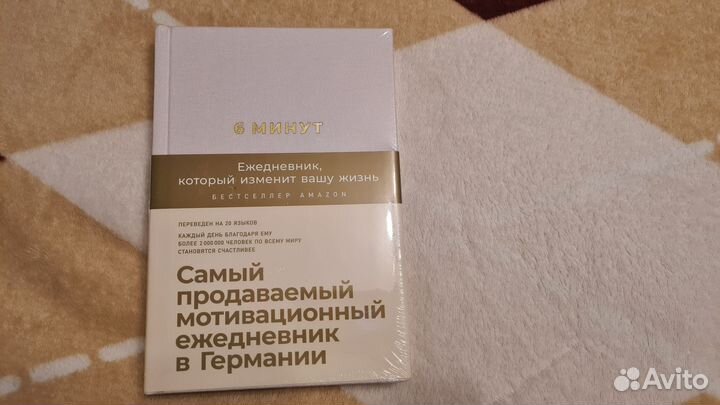 6 МИНУТ
Ежедневник,
который изменит вашу жизнь
БЕСТСЕЛЛЕР AMAZON
ПЕРЕВЕДЕН НА 20 ЯЗЫКОВ
КАЖДЫЙ ДЕНЬ БЛАГОДАРЯ ЕМУ
БОЛЕЕ 2 000 000 ЧЕЛОВЕК ПО ВСЕМУ МИРУ
СТАНОВЯТСЯ СЧАСТЛИВЕЕ
Самый
продаваемый
мотивационный
ежедневник
в Германии
Avito